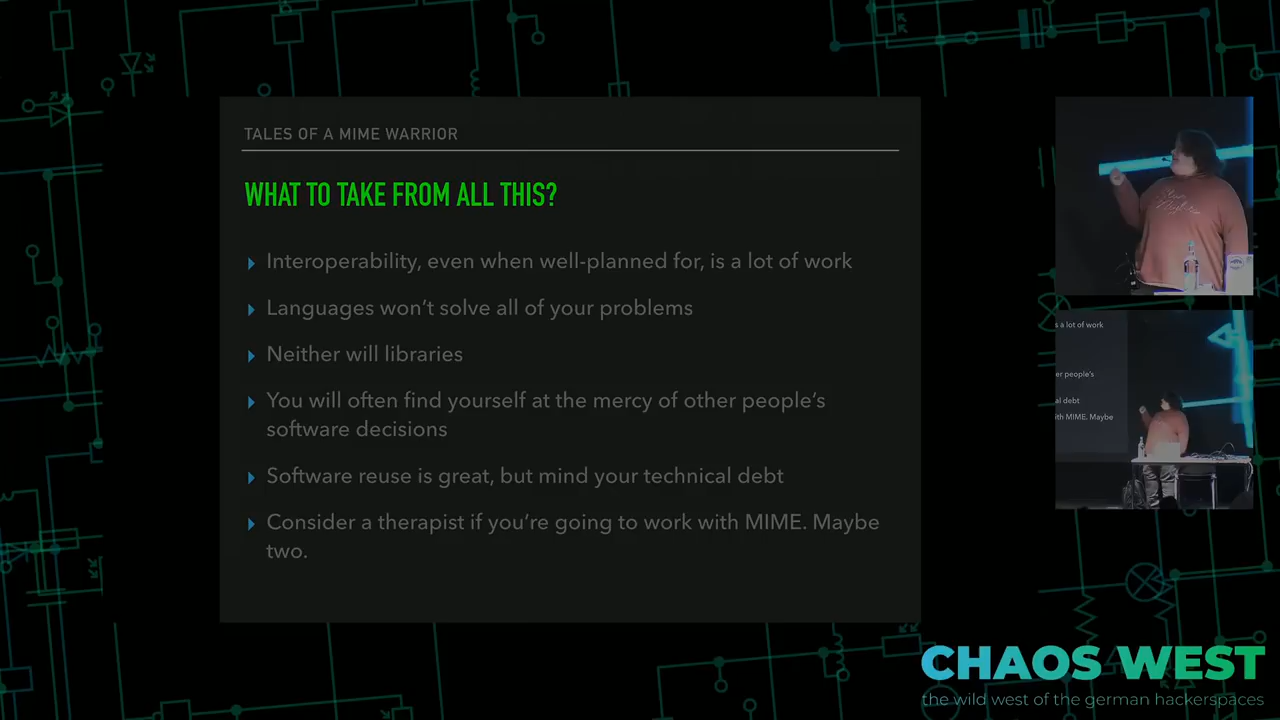 TALES OF A MIME WARRIOR
WHAT TO TAKE FROM ALL THIS?
Interoperability, even when well-planned for, is a lot of work
Languages won't solve all of your problems
Neither will libraries
You will often find yourself at the mercy of other people's
software decisions
Software reuse is great, but mind your technical debt
Consider a therapist if you're going to work with MIME. Maybe
two.
s a lot of work
er people's
al debt
ith MIME. Maybe
CHAOS WEST
the wild west of the german hackerspaces